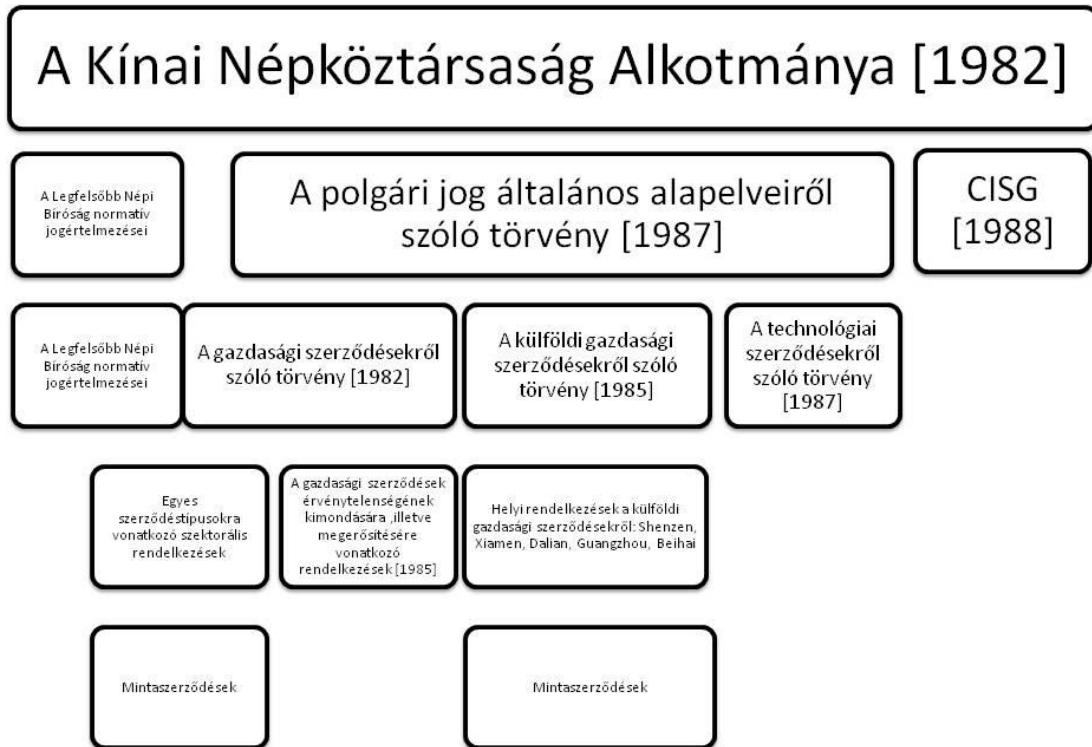 A Kínai Népköztársaság Alkotmánya [1982]
A Legfelsőbb Népi
Bíróság normatív
jogértelmezései
A polgári jog általános alapelveiről
szóló törvény [1987]
CISG
[1988]
A Legfelsőbb Népi
Bíróság normatív
jogértelmezései
A gazdasági szerződésekről
szóló törvény [1982]
A külföldi gazdasági
szerződésekről szóló
törvény [1985]
A technológiai
szerződésekről
szóló törvény
[1987]
Egyes
szerződéstípusokra
vonatkozó szektorális
rendelkezések
A gazdasági szerződések
érvénytelenségének
kimondására ,illetve
megerősítésére
vonatkozó
rendelkezések [1985]
Helyi rendelkezések a külföldi
gazdasági szerződésekről: Shenzen,
Xiamen, Dalian, Guangzhou, Beihai
Mintaszerződések
Mintaszerződések